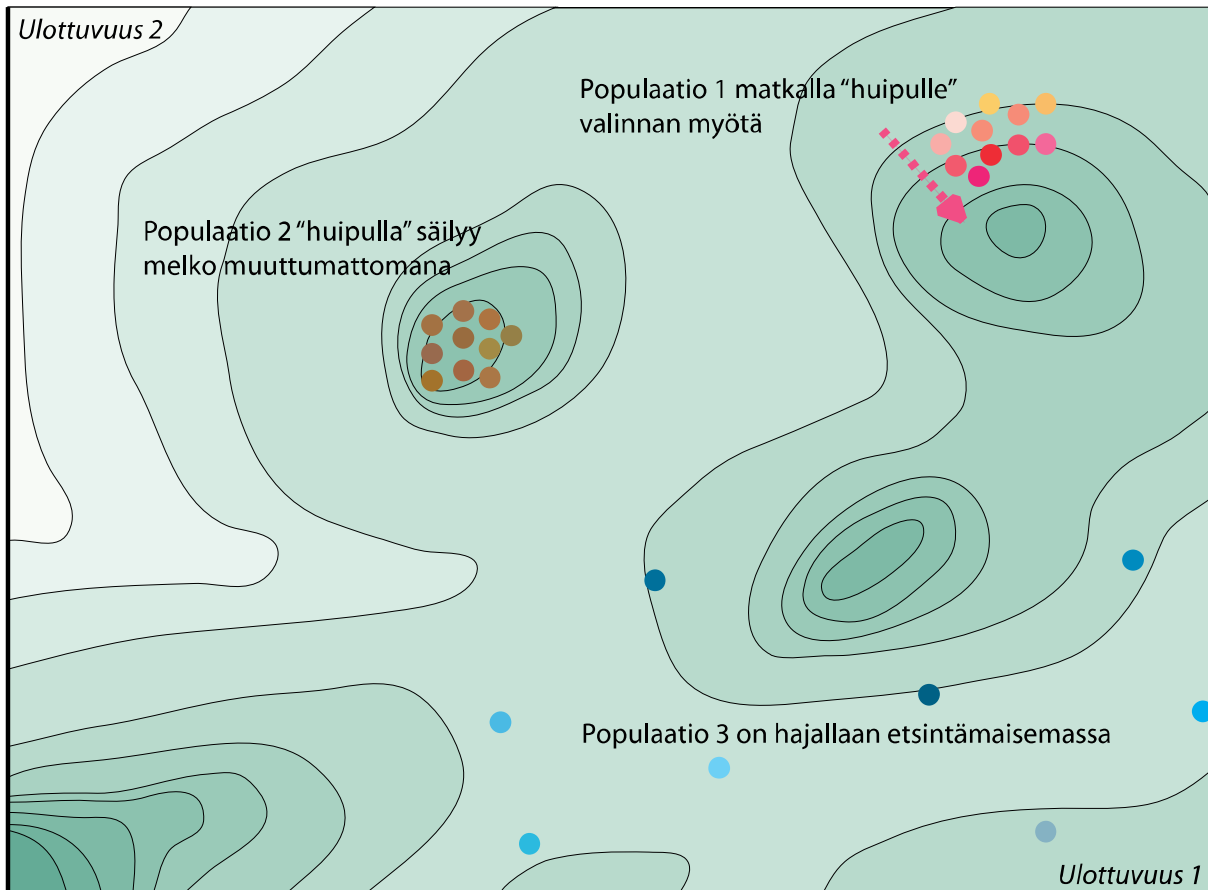 Ulottuvuus 2
Populaatio 1 matkalla “huipulle”
valinnan myötä
Populaatio 2 “huipulla” säilyy
melko muuttumattomana
Populaatio 3 on hajallaan etsintämaisemassa
Ulottuvuus 1